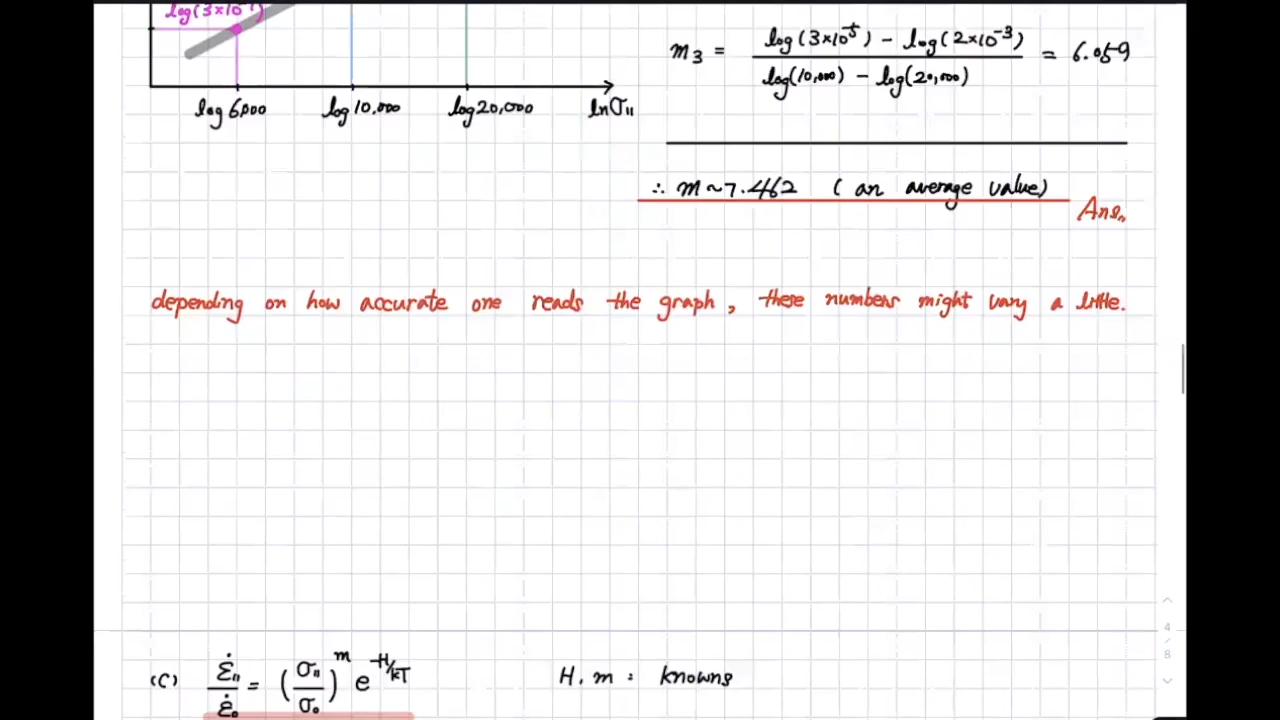 log(3×10
m₃ = (log(3×10⁻⁵) − log(2×10⁻³)) / (log(10,000) − log(20,000)) = 6.059
log 6,000 log 10,000 log 20,000 lnσ₁₁
∴ m ~ 7.462 (an average value)
Ans.
depending on how accurate one reads the graph, these numbers might vary a little.
4
/
8
(C) ε̇₁₁/ε̇₀ = (σ₁₁/σ₀)ᵐ e^(−H/kT) H, m : knowns